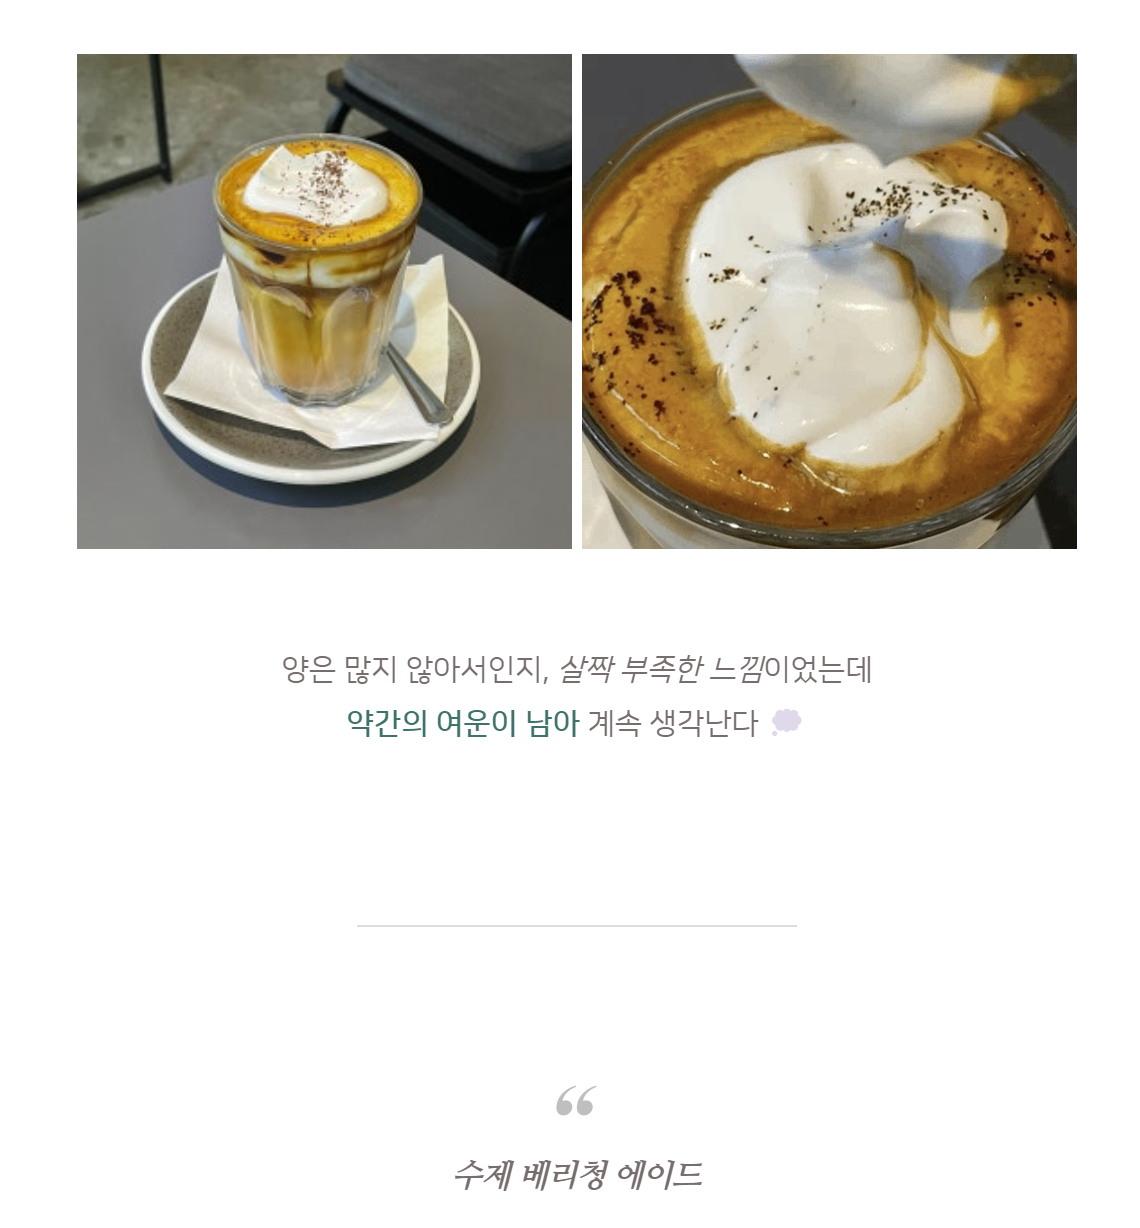 양은 많지 않아서인지, 살짝 부족한 느낌이었는데
약간의 여운이 남아 계속 생각난다
“
수제 베리청 에이드